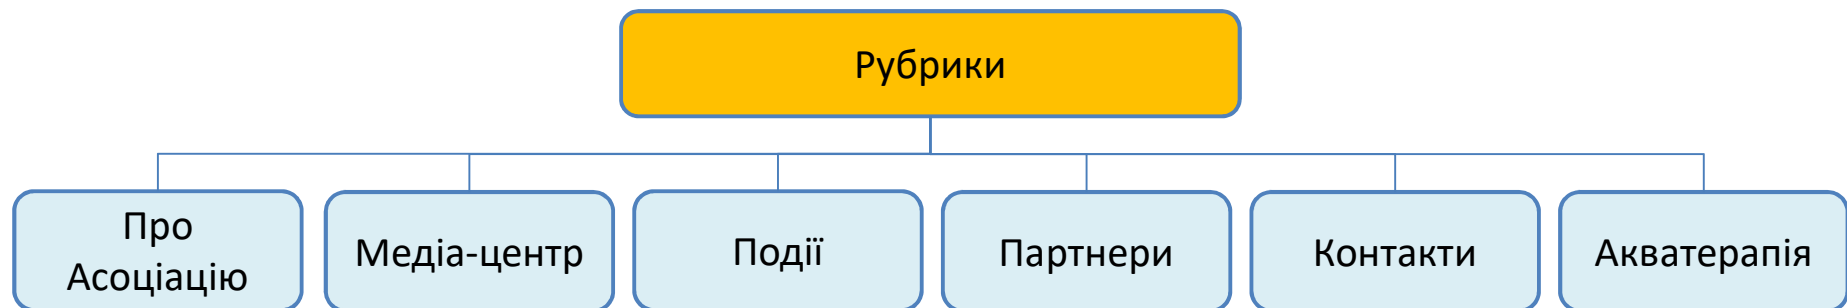 Рубрики
Про
Асоціацію
Медіа-центр
Події
Партнери
Контакти
Акватерапія